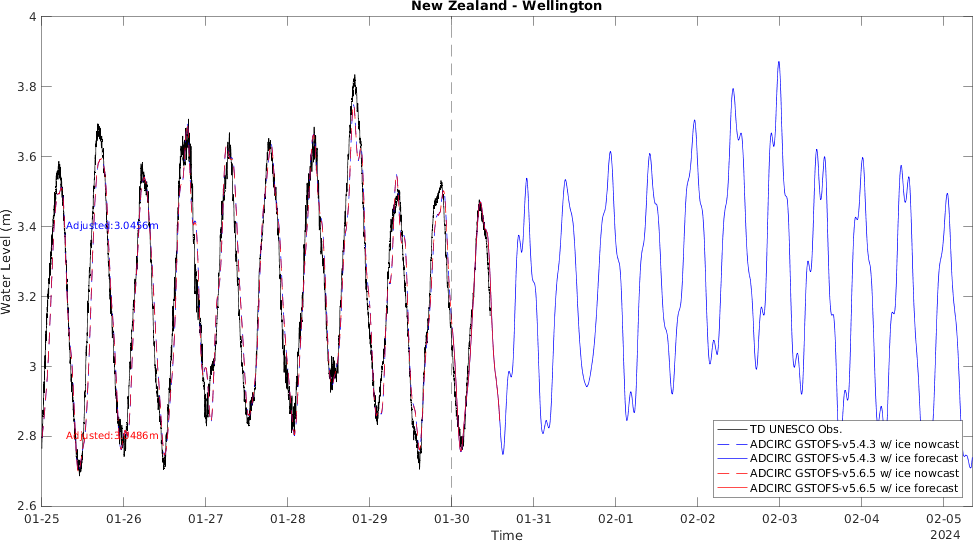 New Zealand - Wellington
4
3.8
3.6
3.4
3.2
3
2.8
2.6
Water Level (m)
Adjusted:3.0456m
Adjusted:3.0486m
TD UNESCO Obs.
ADCIRC GSTOFS-v5.4.3 w/ ice nowcast
ADCIRC GSTOFS-v5.4.3 w/ ice forecast
ADCIRC GSTOFS-v5.6.5 w/ ice nowcast
ADCIRC GSTOFS-v5.6.5 w/ ice forecast
01-25 01-26 01-27 01-28 01-29 01-30 01-31 02-01 02-02 02-03 02-04 02-05
2024
Time